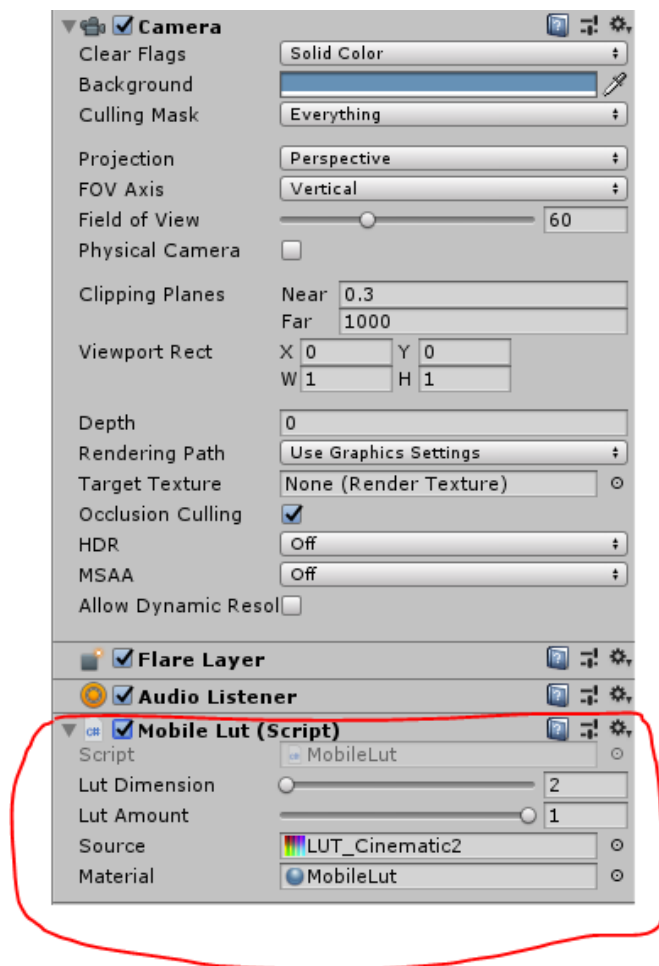 Camera
Clear Flags Solid Color
Background
Culling Mask Everything
Projection Perspective
FOV Axis Vertical
Field of View 60
Physical Camera
Clipping Planes Near 0.3
Far 1000
Viewport Rect X 0 Y 0
W 1 H 1
Depth 0
Rendering Path Use Graphics Settings
Target Texture None (Render Texture)
Occlusion Culling
HDR Off
MSAA Off
Allow Dynamic Resol
Flare Layer
Audio Listener
c# Mobile Lut (Script)
Script MobileLut
Lut Dimension 2
Lut Amount 1
Source LUT_Cinematic2
Material MobileLut